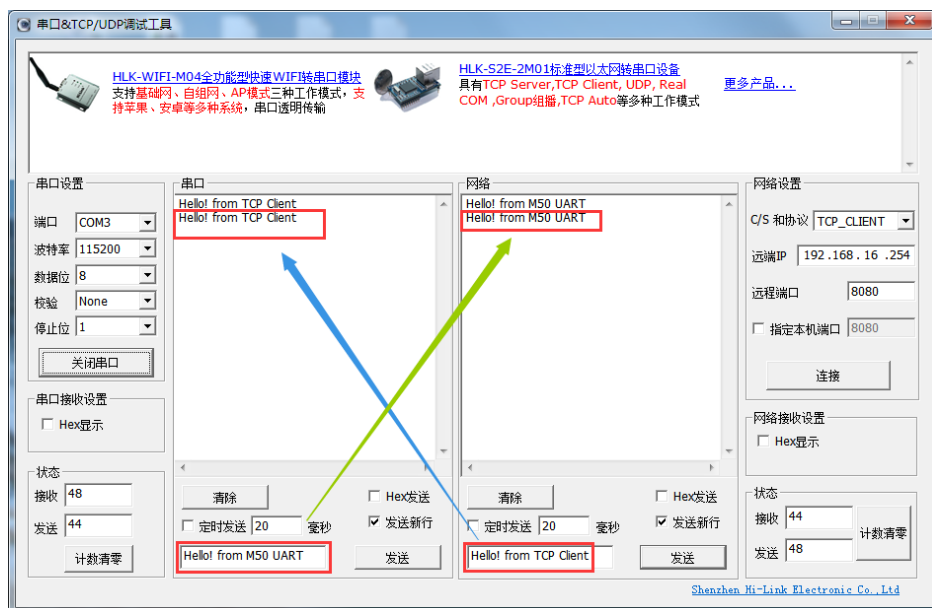 串口&TCP/UDP调试工具
HLK-WIFI-M04全功能型快速WIFI转串口模块
支持基础网、自组网、AP模式三种工作模式，支
持苹果、安卓等多种系统，串口透明传输
HLK-S2E-2M01标准型以太网转串口设备
具有TCP Server,TCP Client, UDP, Real
COM ,Group组播,TCP Auto等多种工作模式
更多产品...
串口设置
端口 COM3
波特率 115200
数据位 8
校验 None
停止位 1
关闭串口
串口接收设置
Hex显示
状态
接收 48
发送 44
计数清零
串口
Hello! from TCP Client
Hello! from TCP Client
清除
Hex发送
定时发送 20 毫秒
发送新行
Hello! from M50 UART
发送
网络
Hello! from M50 UART
Hello! from M50 UART
清除
Hex发送
定时发送 20 毫秒
发送新行
Hello! from TCP Client
发送
网络设置
C/S 和协议 TCP_CLIENT
远端IP 192.168.16.254
远程端口 8080
指定本机端口 8080
连接
网络接收设置
Hex显示
状态
接收 44
发送 48
计数清零
Shenzhen Hi-Link Electronic Co.,Ltd